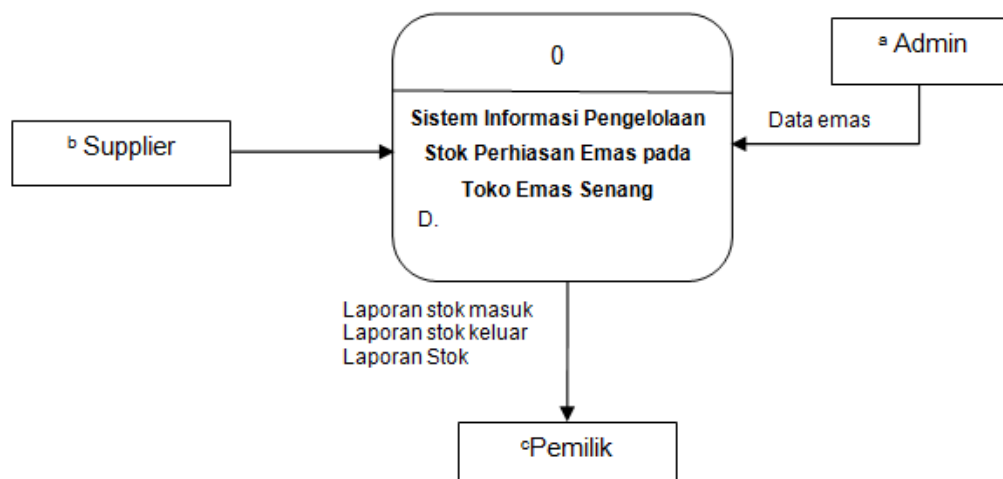 0
ᵃ Admin
Sistem Informasi Pengelolaan
Stok Perhiasan Emas pada
Toko Emas Senang
D.
Data emas
ᵇ Supplier
Laporan stok masuk
Laporan stok keluar
Laporan Stok
ᶜPemilik